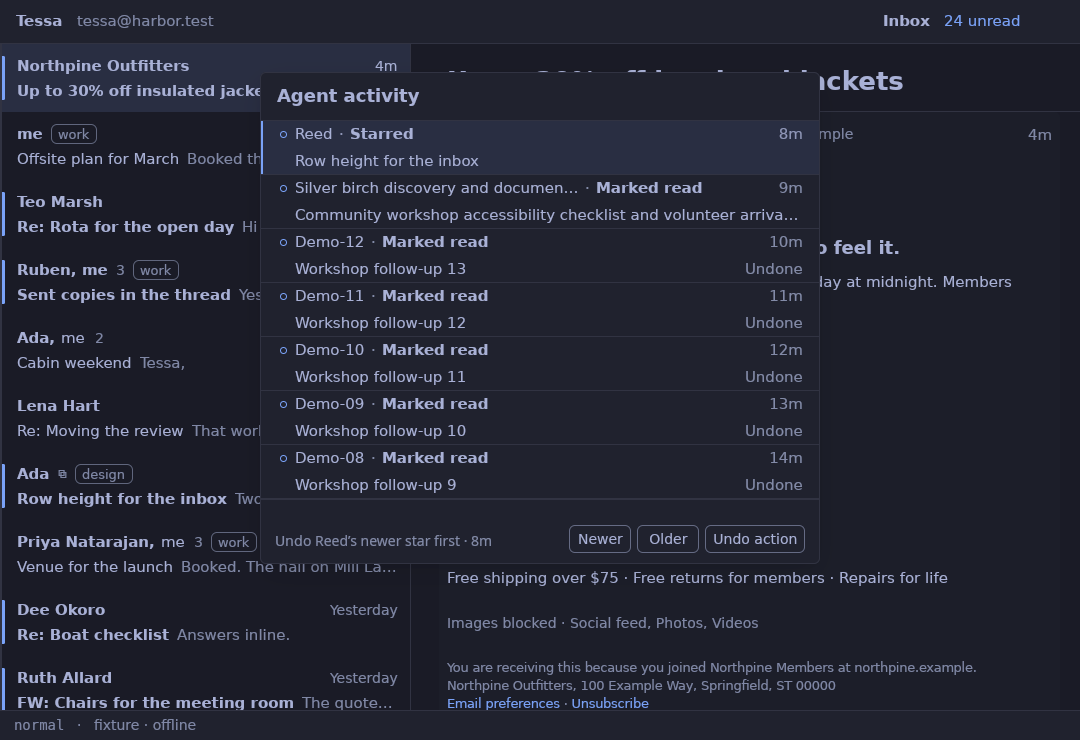 Tessa tessa@harbor.test
Inbox 24 unread
Northpine Outfitters 4m
Up to 30% off insulated jacke
me work
Offsite plan for March Booked th
Teo Marsh
Re: Rota for the open day Hi
Ruben, me 3 work
Sent copies in the thread Yes
Ada, me 2
Cabin weekend Tessa,
Lena Hart
Re: Moving the review That worl
Ada design
Row height for the inbox Two
Priya Natarajan, me 3 work
Venue for the launch Booked. The hall on Mill La…
Dee Okoro Yesterday
Re: Boat checklist Answers inline.
Ruth Allard Yesterday
FW: Chairs for the meeting room The quote…
Agent activity
Reed · Starred 8m
Row height for the inbox
Silver birch discovery and documen… · Marked read 9m
Community workshop accessibility checklist and volunteer arriva…
Demo-12 · Marked read 10m
Workshop follow-up 13 Undone
Demo-11 · Marked read 11m
Workshop follow-up 12 Undone
Demo-10 · Marked read 12m
Workshop follow-up 11 Undone
Demo-09 · Marked read 13m
Workshop follow-up 10 Undone
Demo-08 · Marked read 14m
Workshop follow-up 9 Undone
Undo Reed's newer star first · 8m
Newer Older Undo action
ackets
mple 4m
o feel it.
day at midnight. Members
Free shipping over $75 · Free returns for members · Repairs for life
Images blocked · Social feed, Photos, Videos
You are receiving this because you joined Northpine Members at northpine.example.
Northpine Outfitters, 100 Example Way, Springfield, ST 00000
Email preferences · Unsubscribe
normal · fixture · offline